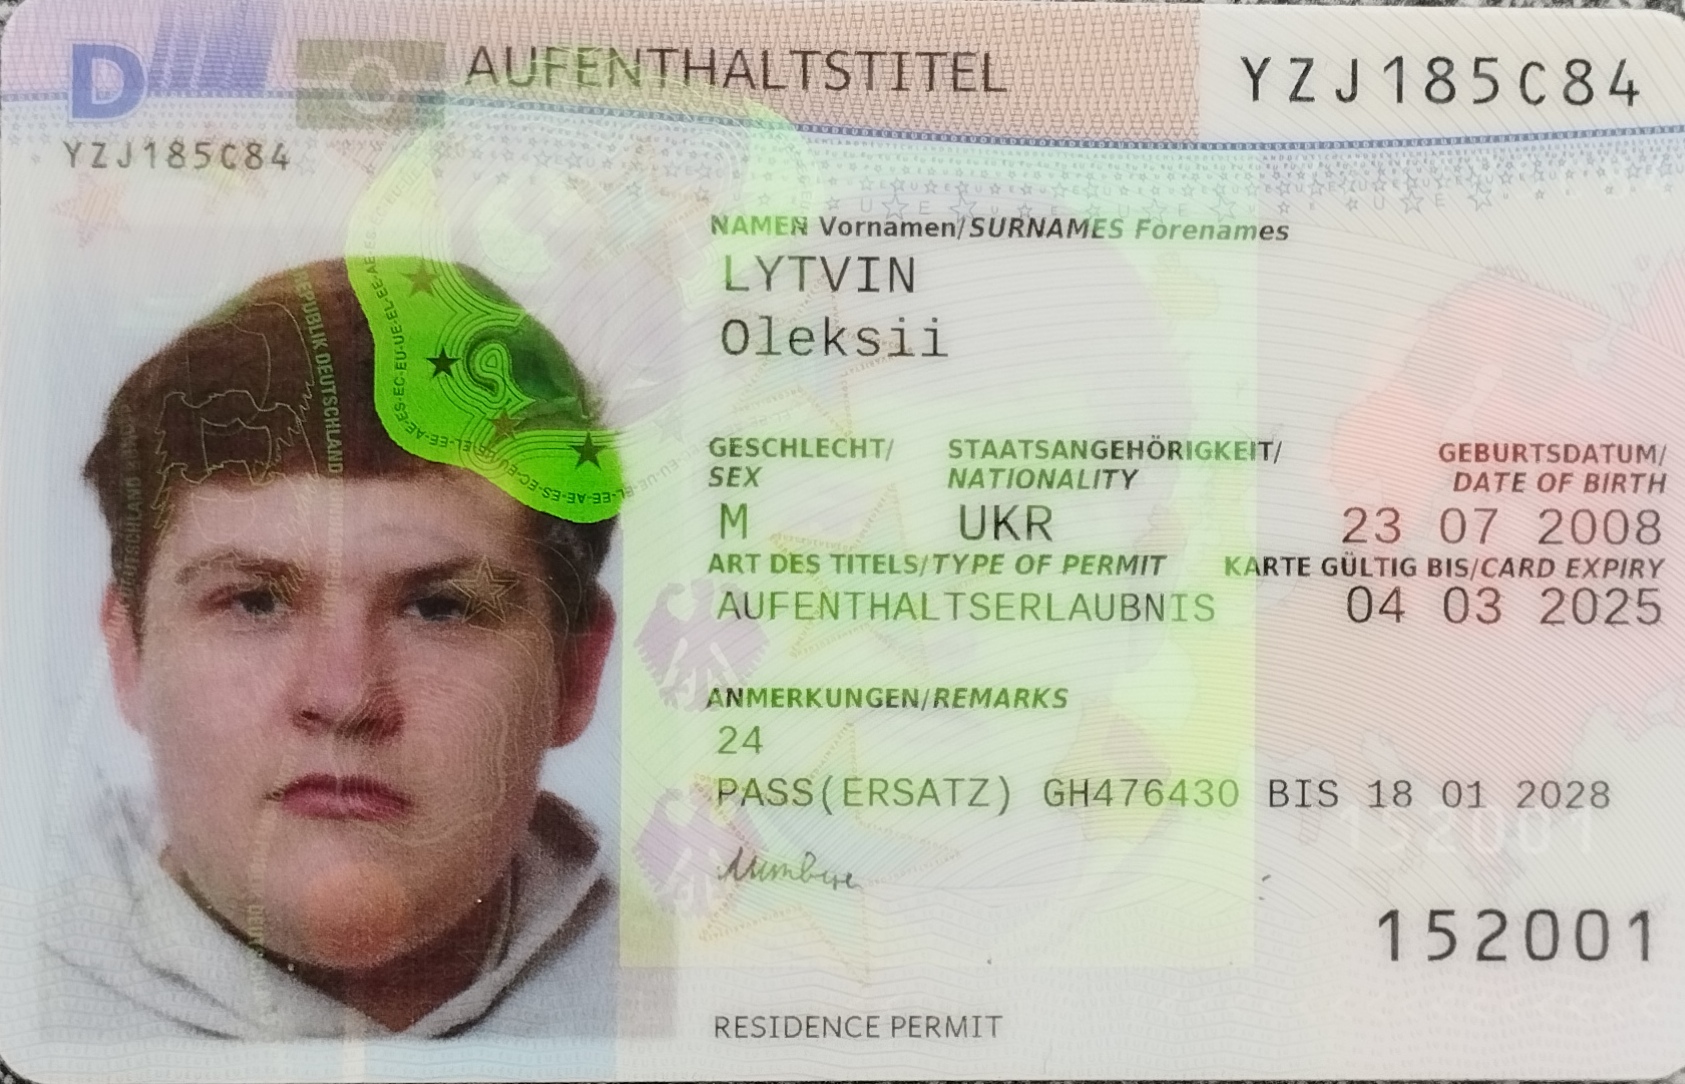 D AUFENTHALTSTITEL YZJ185C84
YZJ185C84
NAMEN Vornamen/SURNAMES Forenames
LYTVIN
Oleksii
GESCHLECHT/ STAATSANGEHÖRIGKEIT/ GEBURTSDATUM/
SEX NATIONALITY DATE OF BIRTH
M UKR 23 07 2008
ART DES TITELS/TYPE OF PERMIT KARTE GÜLTIG BIS/CARD EXPIRY
AUFENTHALTSERLAUBNIS 04 03 2025
ANMERKUNGEN/REMARKS
24
PASS(ERSATZ) GH476430 BIS 18 01 2028
152001
152001
RESIDENCE PERMIT